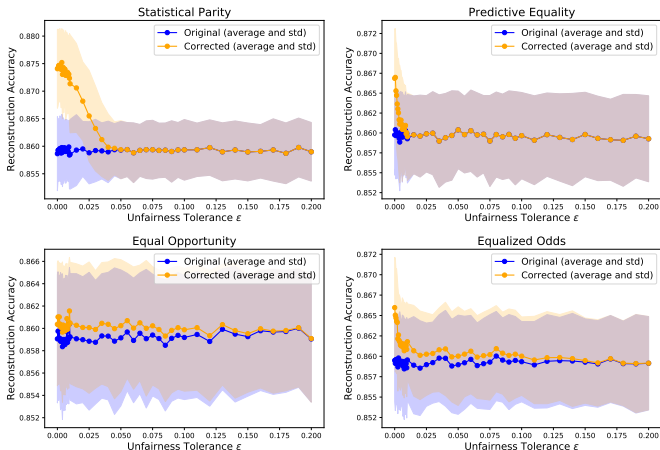 Statistical Parity
Original (average and std)
Corrected (average and std)
Reconstruction Accuracy
0.880
0.875
0.870
0.865
0.860
0.855
0.000 0.025 0.050 0.075 0.100 0.125 0.150 0.175 0.200
Unfairness Tolerance ε
Predictive Equality
Original (average and std)
Corrected (average and std)
Reconstruction Accuracy
0.872
0.870
0.867
0.865
0.862
0.860
0.857
0.855
0.852
0.000 0.025 0.050 0.075 0.100 0.125 0.150 0.175 0.200
Unfairness Tolerance ε
Equal Opportunity
Original (average and std)
Corrected (average and std)
Reconstruction Accuracy
0.866
0.864
0.862
0.860
0.858
0.856
0.854
0.852
0.000 0.025 0.050 0.075 0.100 0.125 0.150 0.175 0.200
Unfairness Tolerance ε
Equalized Odds
Original (average and std)
Corrected (average and std)
Reconstruction Accuracy
0.872
0.870
0.867
0.865
0.862
0.860
0.857
0.855
0.852
0.000 0.025 0.050 0.075 0.100 0.125 0.150 0.175 0.200
Unfairness Tolerance ε